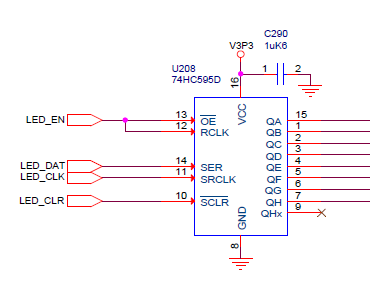 C290
V3P3
1uK6
1
2
U208
74HC595D
16
VCC
LED_EN
13
OE
QA
15
12
RCLK
QB
1
QC
2
QD
3
LED_DAT
14
SER
QE
4
LED_CLK
11
SRCLK
QF
5
QG
6
LED_CLR
10
SCLR
QH
7
QHx
9
GND
8